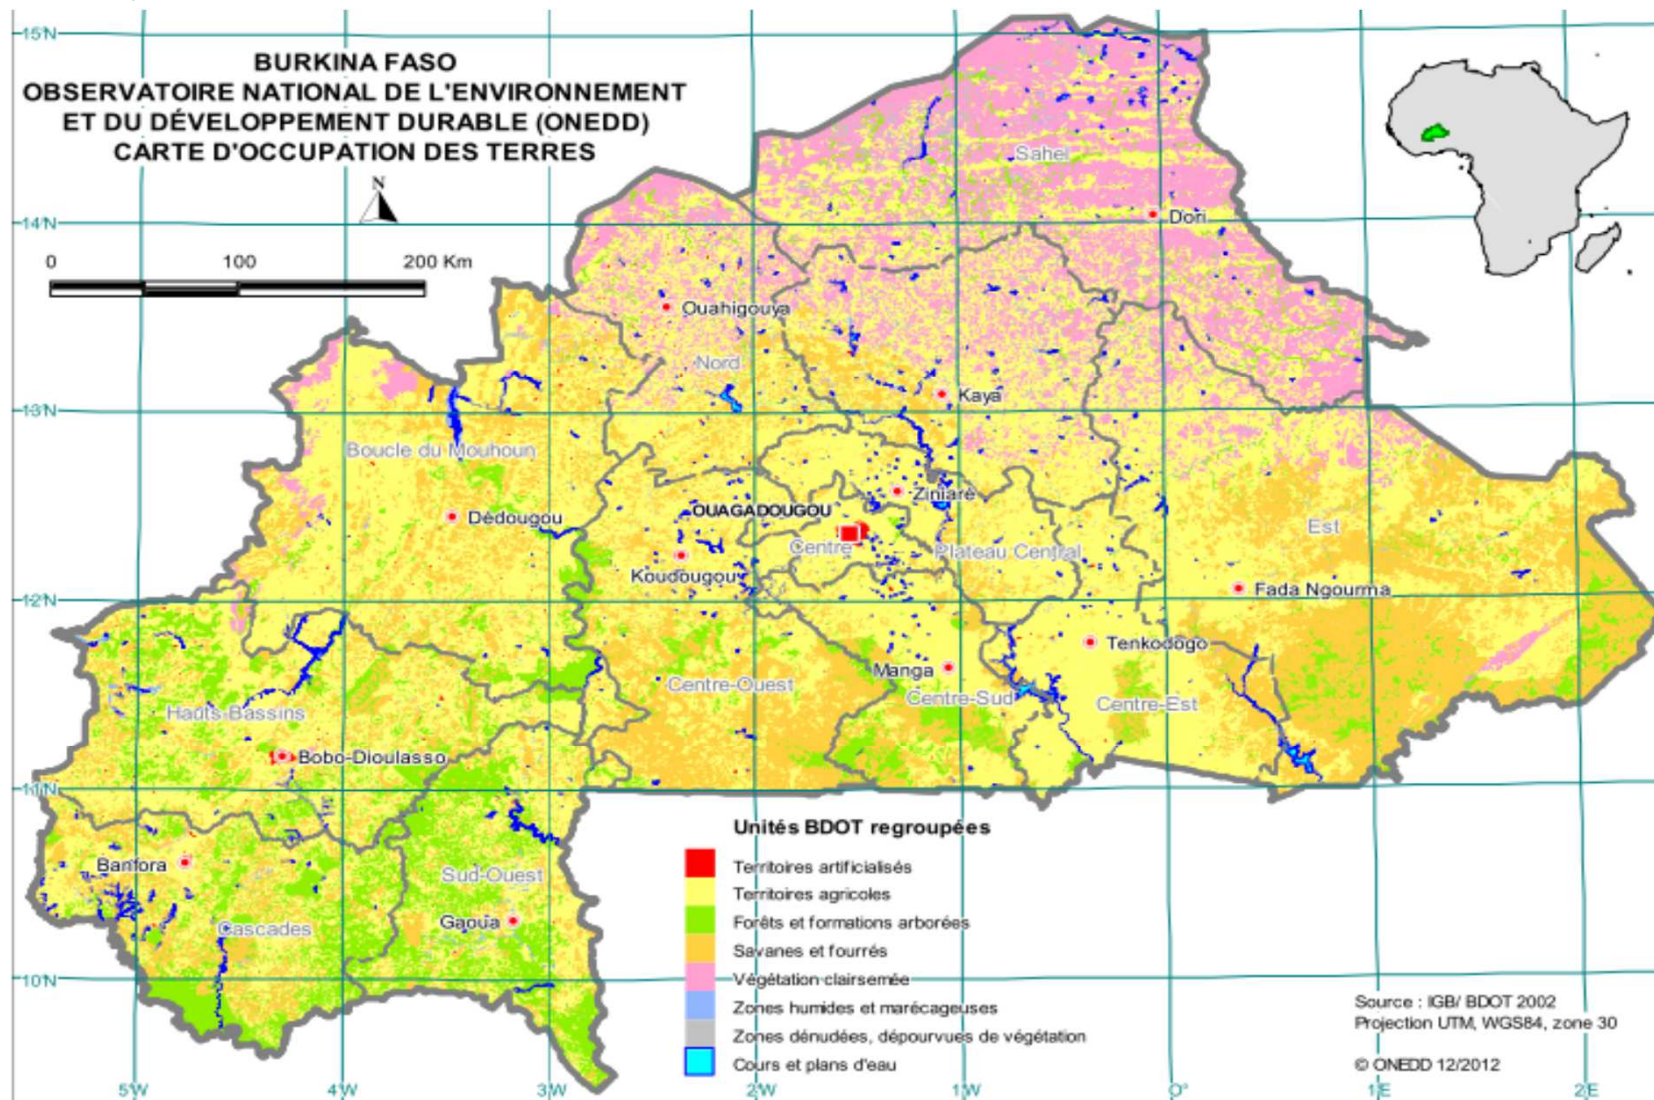 BURKINA FASO
OBSERVATOIRE NATIONAL DE L'ENVIRONNEMENT
ET DU DÉVELOPPEMENT DURABLE (ONEDD)
CARTE D'OCCUPATION DES TERRES
N
0 100 200 Km
15°N
14°N
13°N
12°N
11°N
10°N
Sahel
Dori
Ouahigouya
Nord
Kaya
Boucle du Mouhoun
Ziniaré
OUAGADOUGOU
Dédougou
Est
Centre
Plateau Central
Koudougou
Fada Ngourma
Tenkodogo
Manga
Centre-Ouest
Centre-Sud
Centre-Est
Hauts-Bassins
Bobo-Dioulasso
Banfora
Sud-Ouest
Gaoua
Cascades
Unités BDOT regroupées
Territoires artificialisés
Territoires agricoles
Forêts et formations arborées
Savanes et fourrés
Végétation clairsemée
Zones humides et marécageuses
Zones dénudées, dépourvues de végétation
Cours et plans d'eau
Source : IGB/ BDOT 2002
Projection UTM, WGS84, zone 30
© ONEDD 12/2012
5°W 4°W 3°W 2°W 1°W O° 1°E 2°E